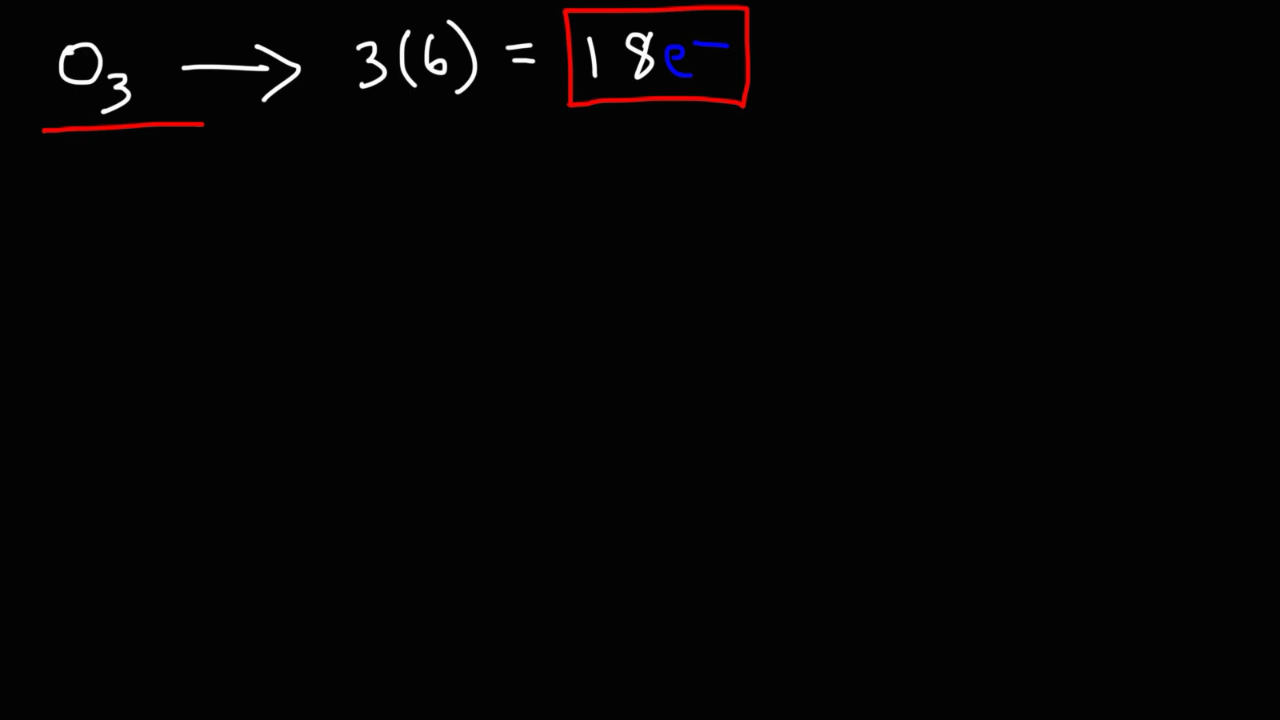 O₃ → 3(6) = 18e⁻